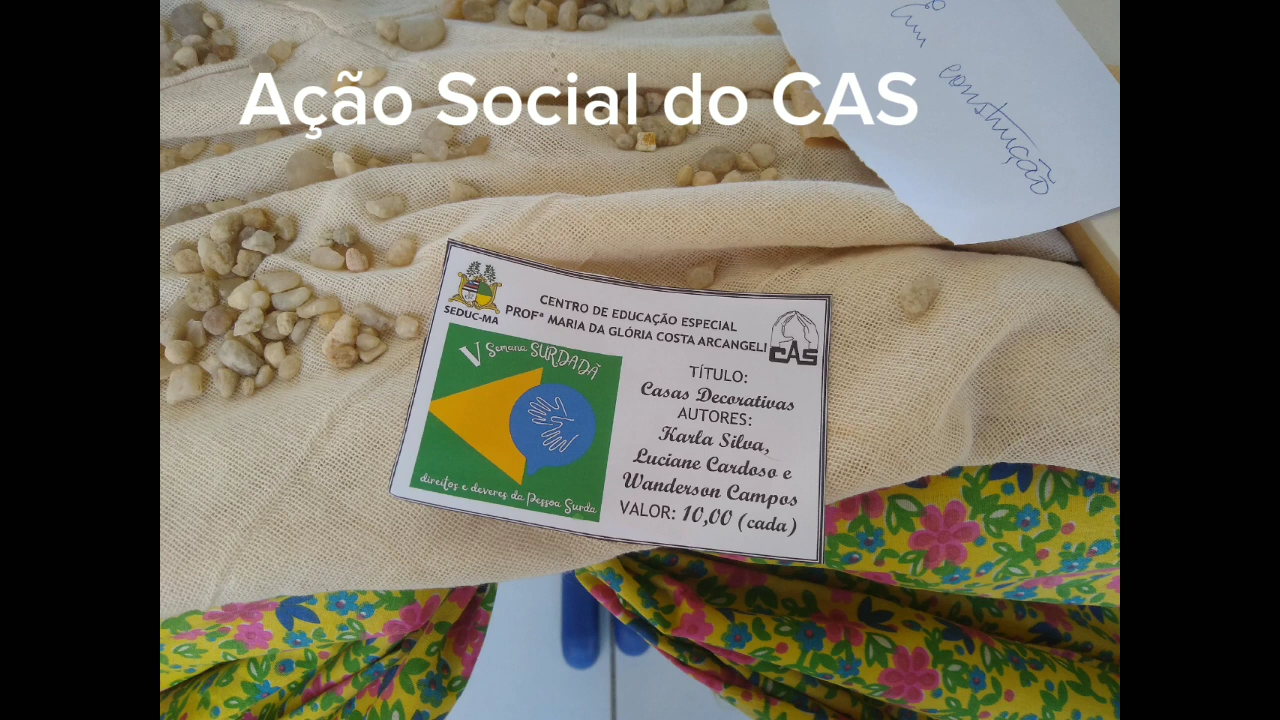 Ação Social do CAS
Em construção
SEDUC-MA
CENTRO DE EDUCAÇÃO ESPECIAL
PROFª MARIA DA GLÓRIA COSTA ARCANGELI
CAS
V Semana SURDADÃ
direitos e deveres da Pessoa Surda
TÍTULO:
Casas Decorativas
AUTORES:
Karla Silva,
Luciane Cardoso e
Wanderson Campos
VALOR: 10,00 (cada)